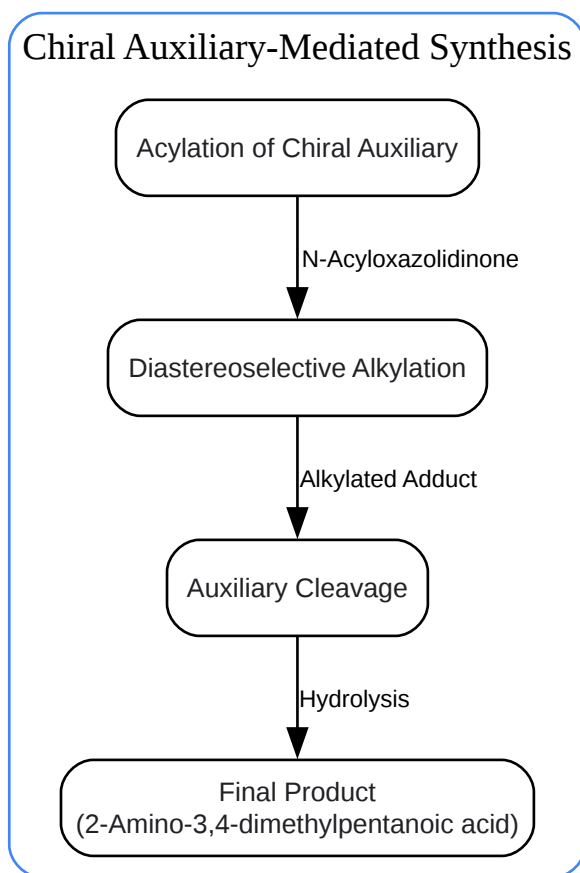 Chiral Auxiliary-Mediated Synthesis
Acylation of Chiral Auxiliary
N-Acyloxazolidinone
Diastereoselective Alkylation
Alkylated Adduct
Auxiliary Cleavage
Hydrolysis
Final Product
(2-Amino-3,4-dimethylpentanoic acid)